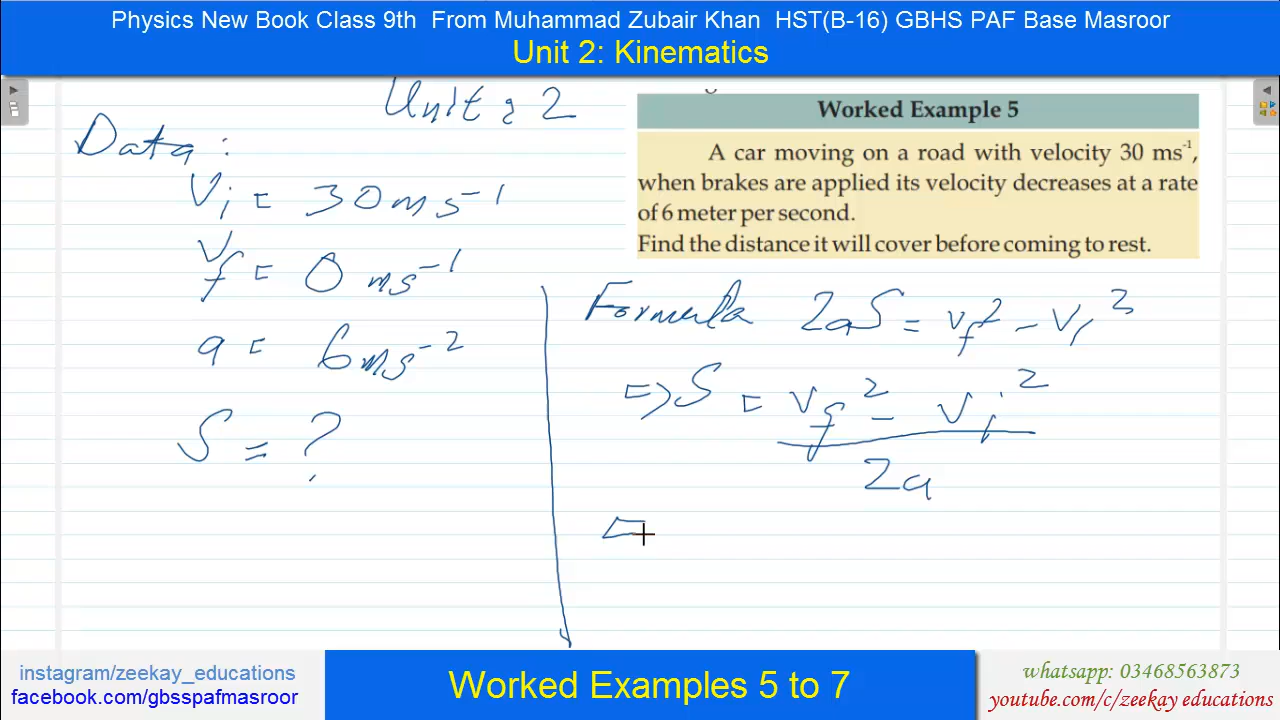 Physics New Book Class 9th From Muhammad Zubair Khan HST(B-16) GBHS PAF Base Masroor
Unit 2: Kinematics
Unit : 2
Data :
Vi = 30 ms⁻¹
Vf = 0 ms⁻¹
a = 6 ms⁻²
S = ?
Worked Example 5
A car moving on a road with velocity 30 ms⁻¹,
when brakes are applied its velocity decreases at a rate
of 6 meter per second.
Find the distance it will cover before coming to rest.
Formula 2aS = Vf² - Vi²
=> S = Vf² - Vi²
2a
Worked Examples 5 to 7
instagram/zeekay_educations
facebook.com/gbsspafmasroor
whatsapp: 03468563873
youtube.com/c/zeekay educations